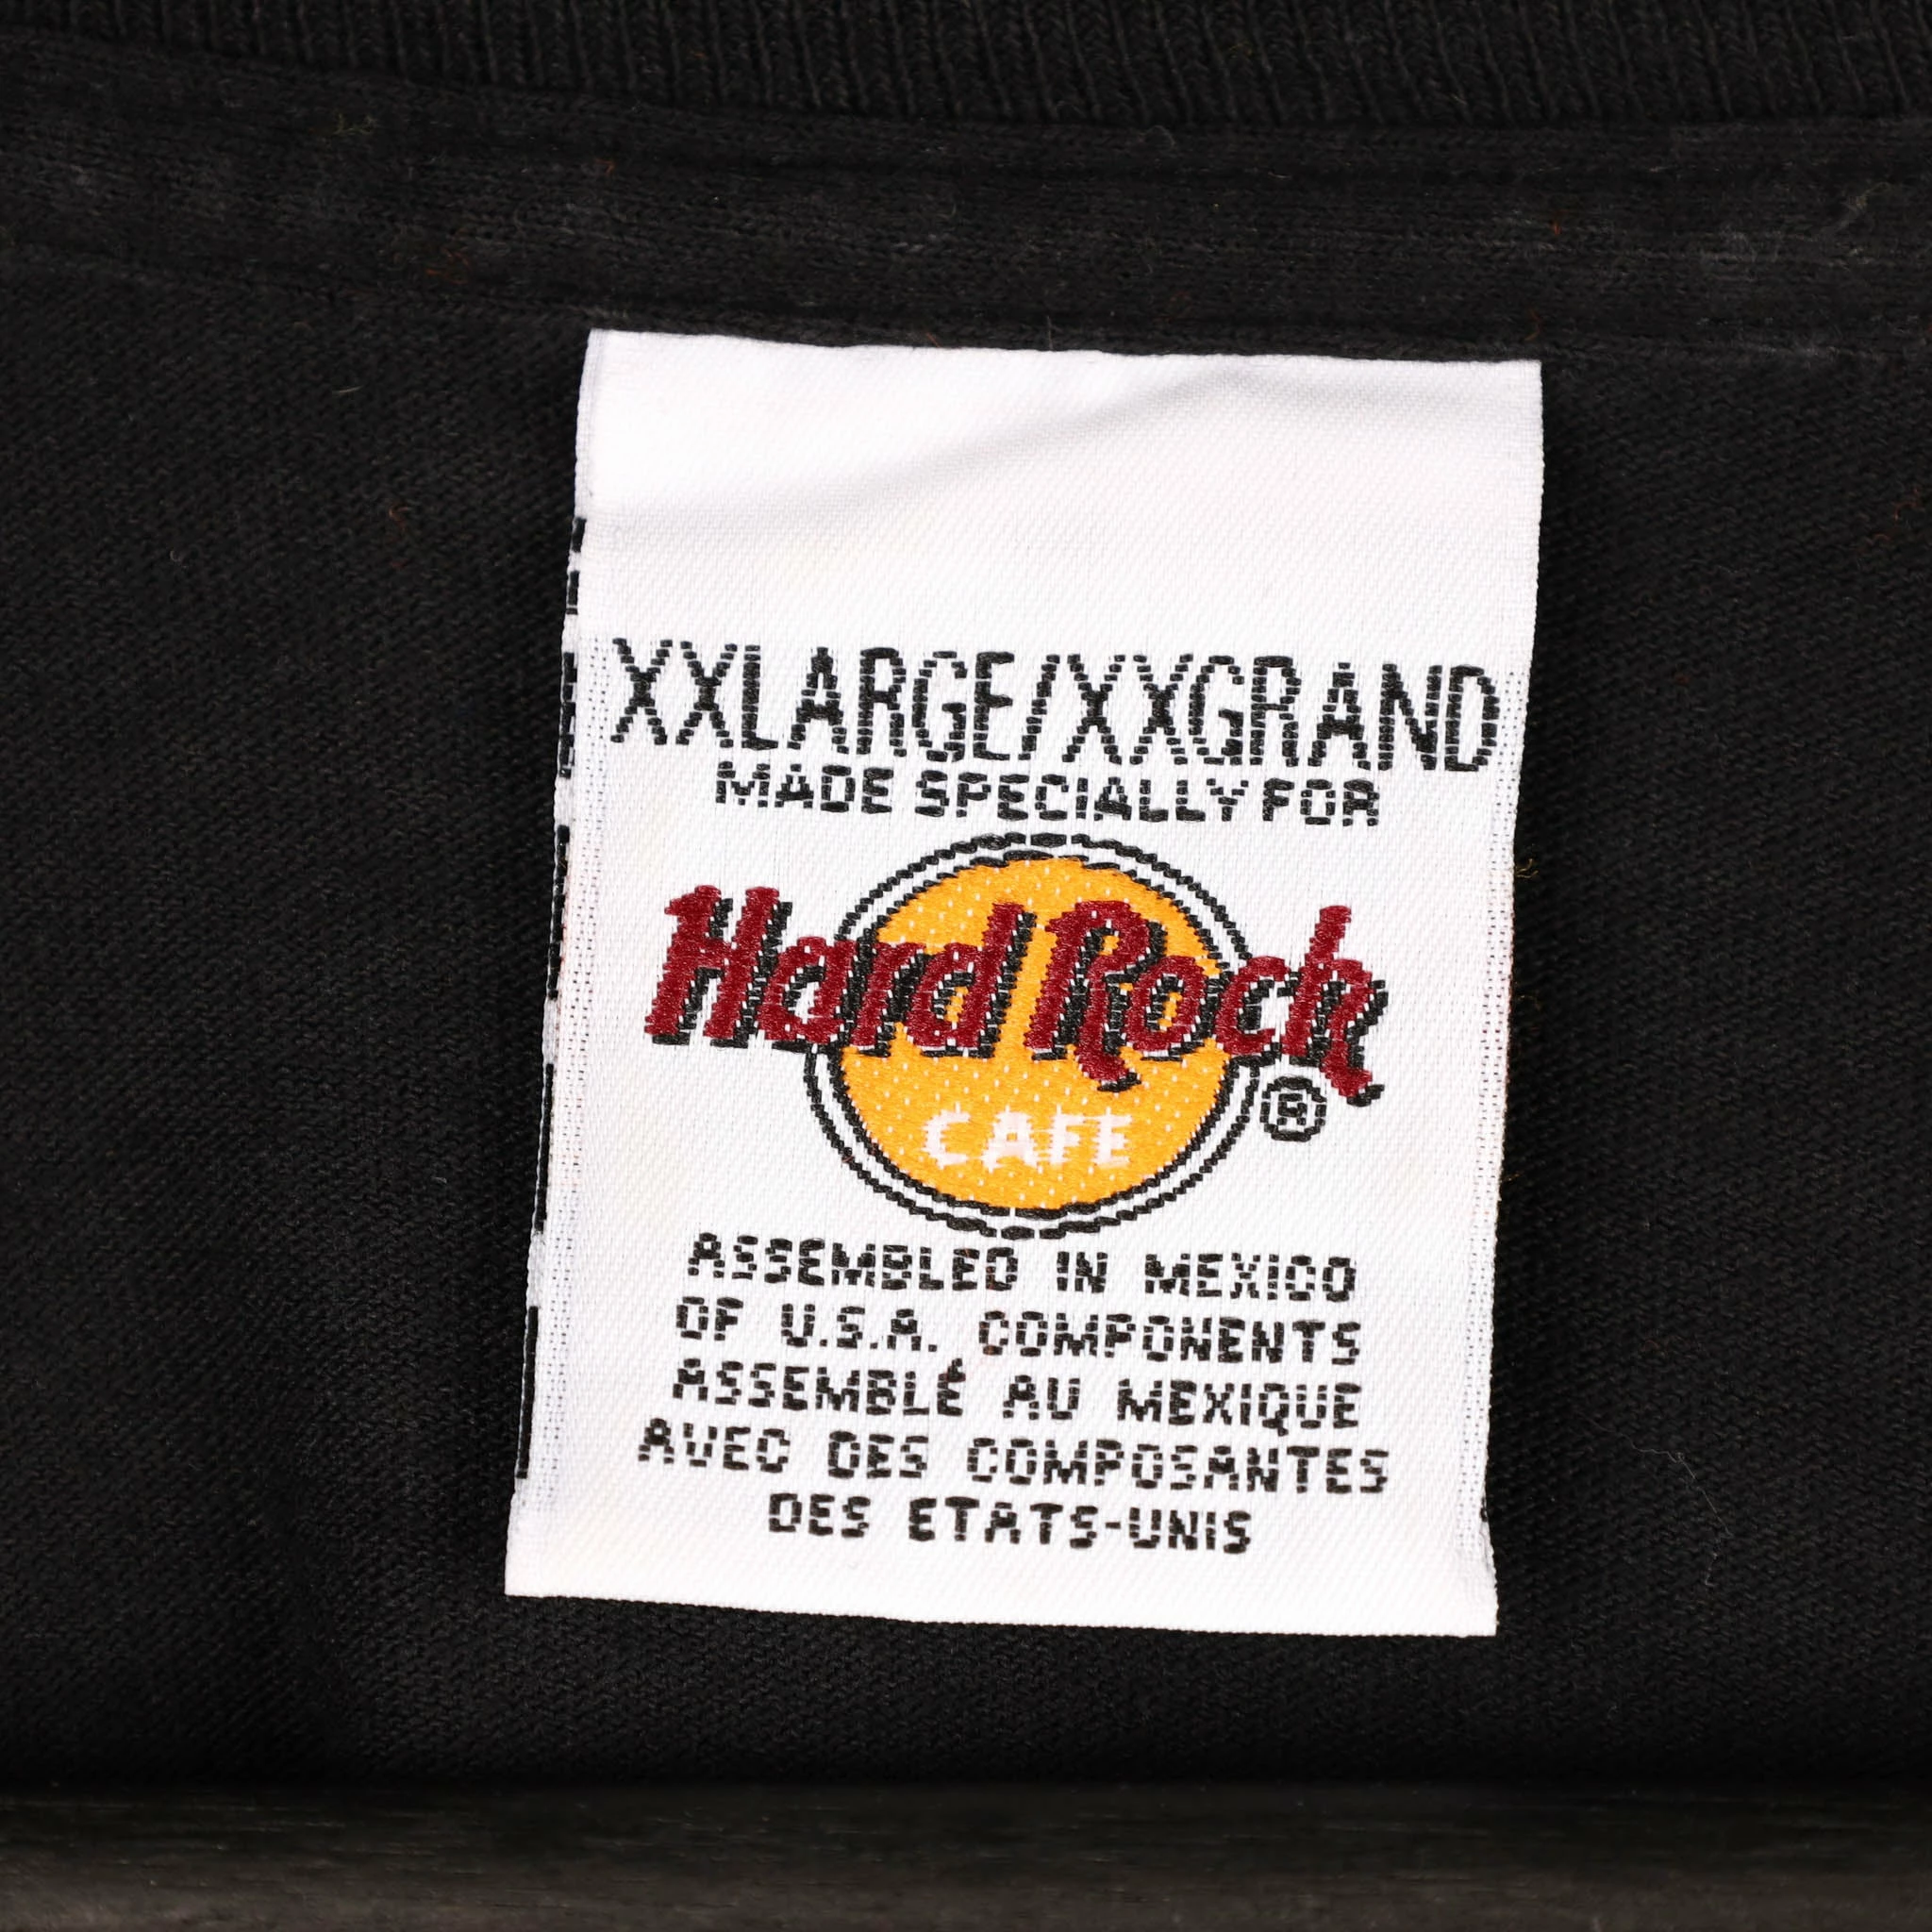 XXLARGE/XXGRAND
MADE SPECIALLY FOR
Hard Rock
CAFE
®
ASSEMBLED IN MEXICO
OF U.S.A. COMPONENTS
ASSEMBLÉ AU MEXIQUE
AVEC DES COMPOSANTES
DES ETATS-UNIS